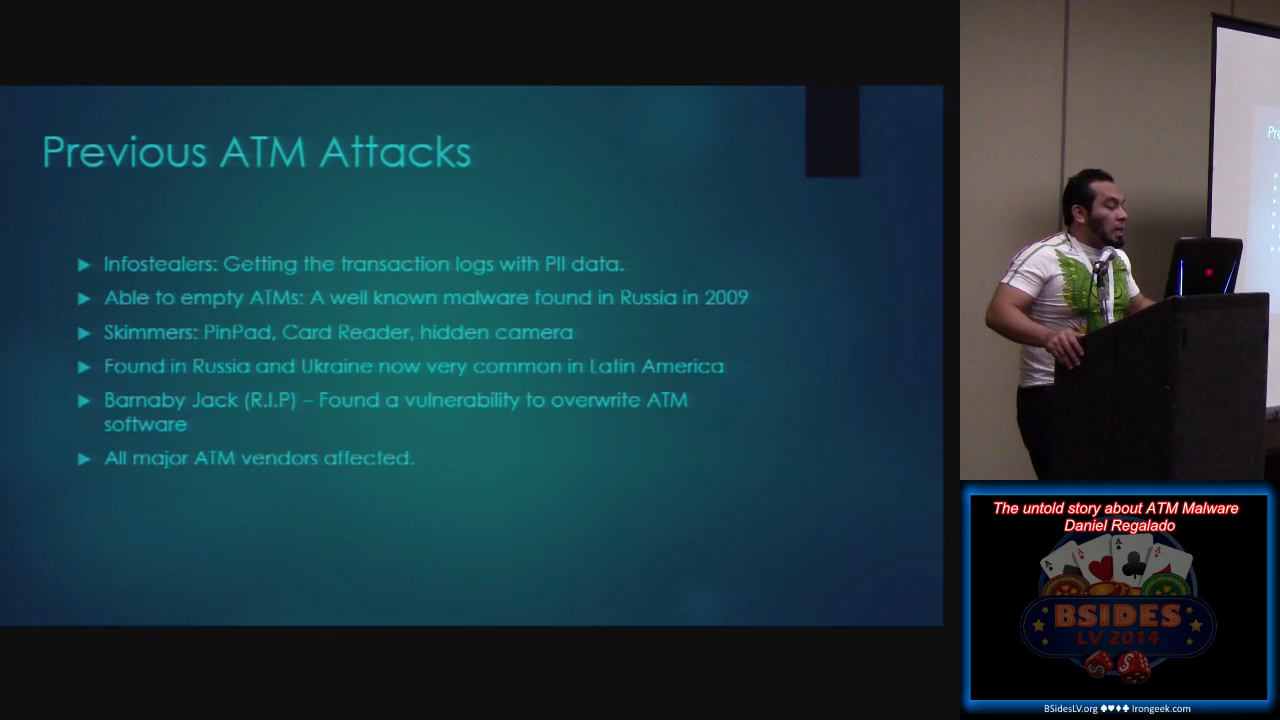 Previous ATM Attacks
Infostealers: Getting the transaction logs with PII data.
Able to empty ATMs: A well known malware found in Russia in 2009
Skimmers: PinPad, Card Reader, hidden camera
Found in Russia and Ukraine now very common in Latin America
Barnaby Jack (R.I.P) – Found a vulnerability to overwrite ATM
software
All major ATM vendors affected.
Pre
The untold story about ATM Malware
Daniel Regalado
BSIDES
LV 2014
BSidesLV.org ♠♥♦♣ Irongeek.com